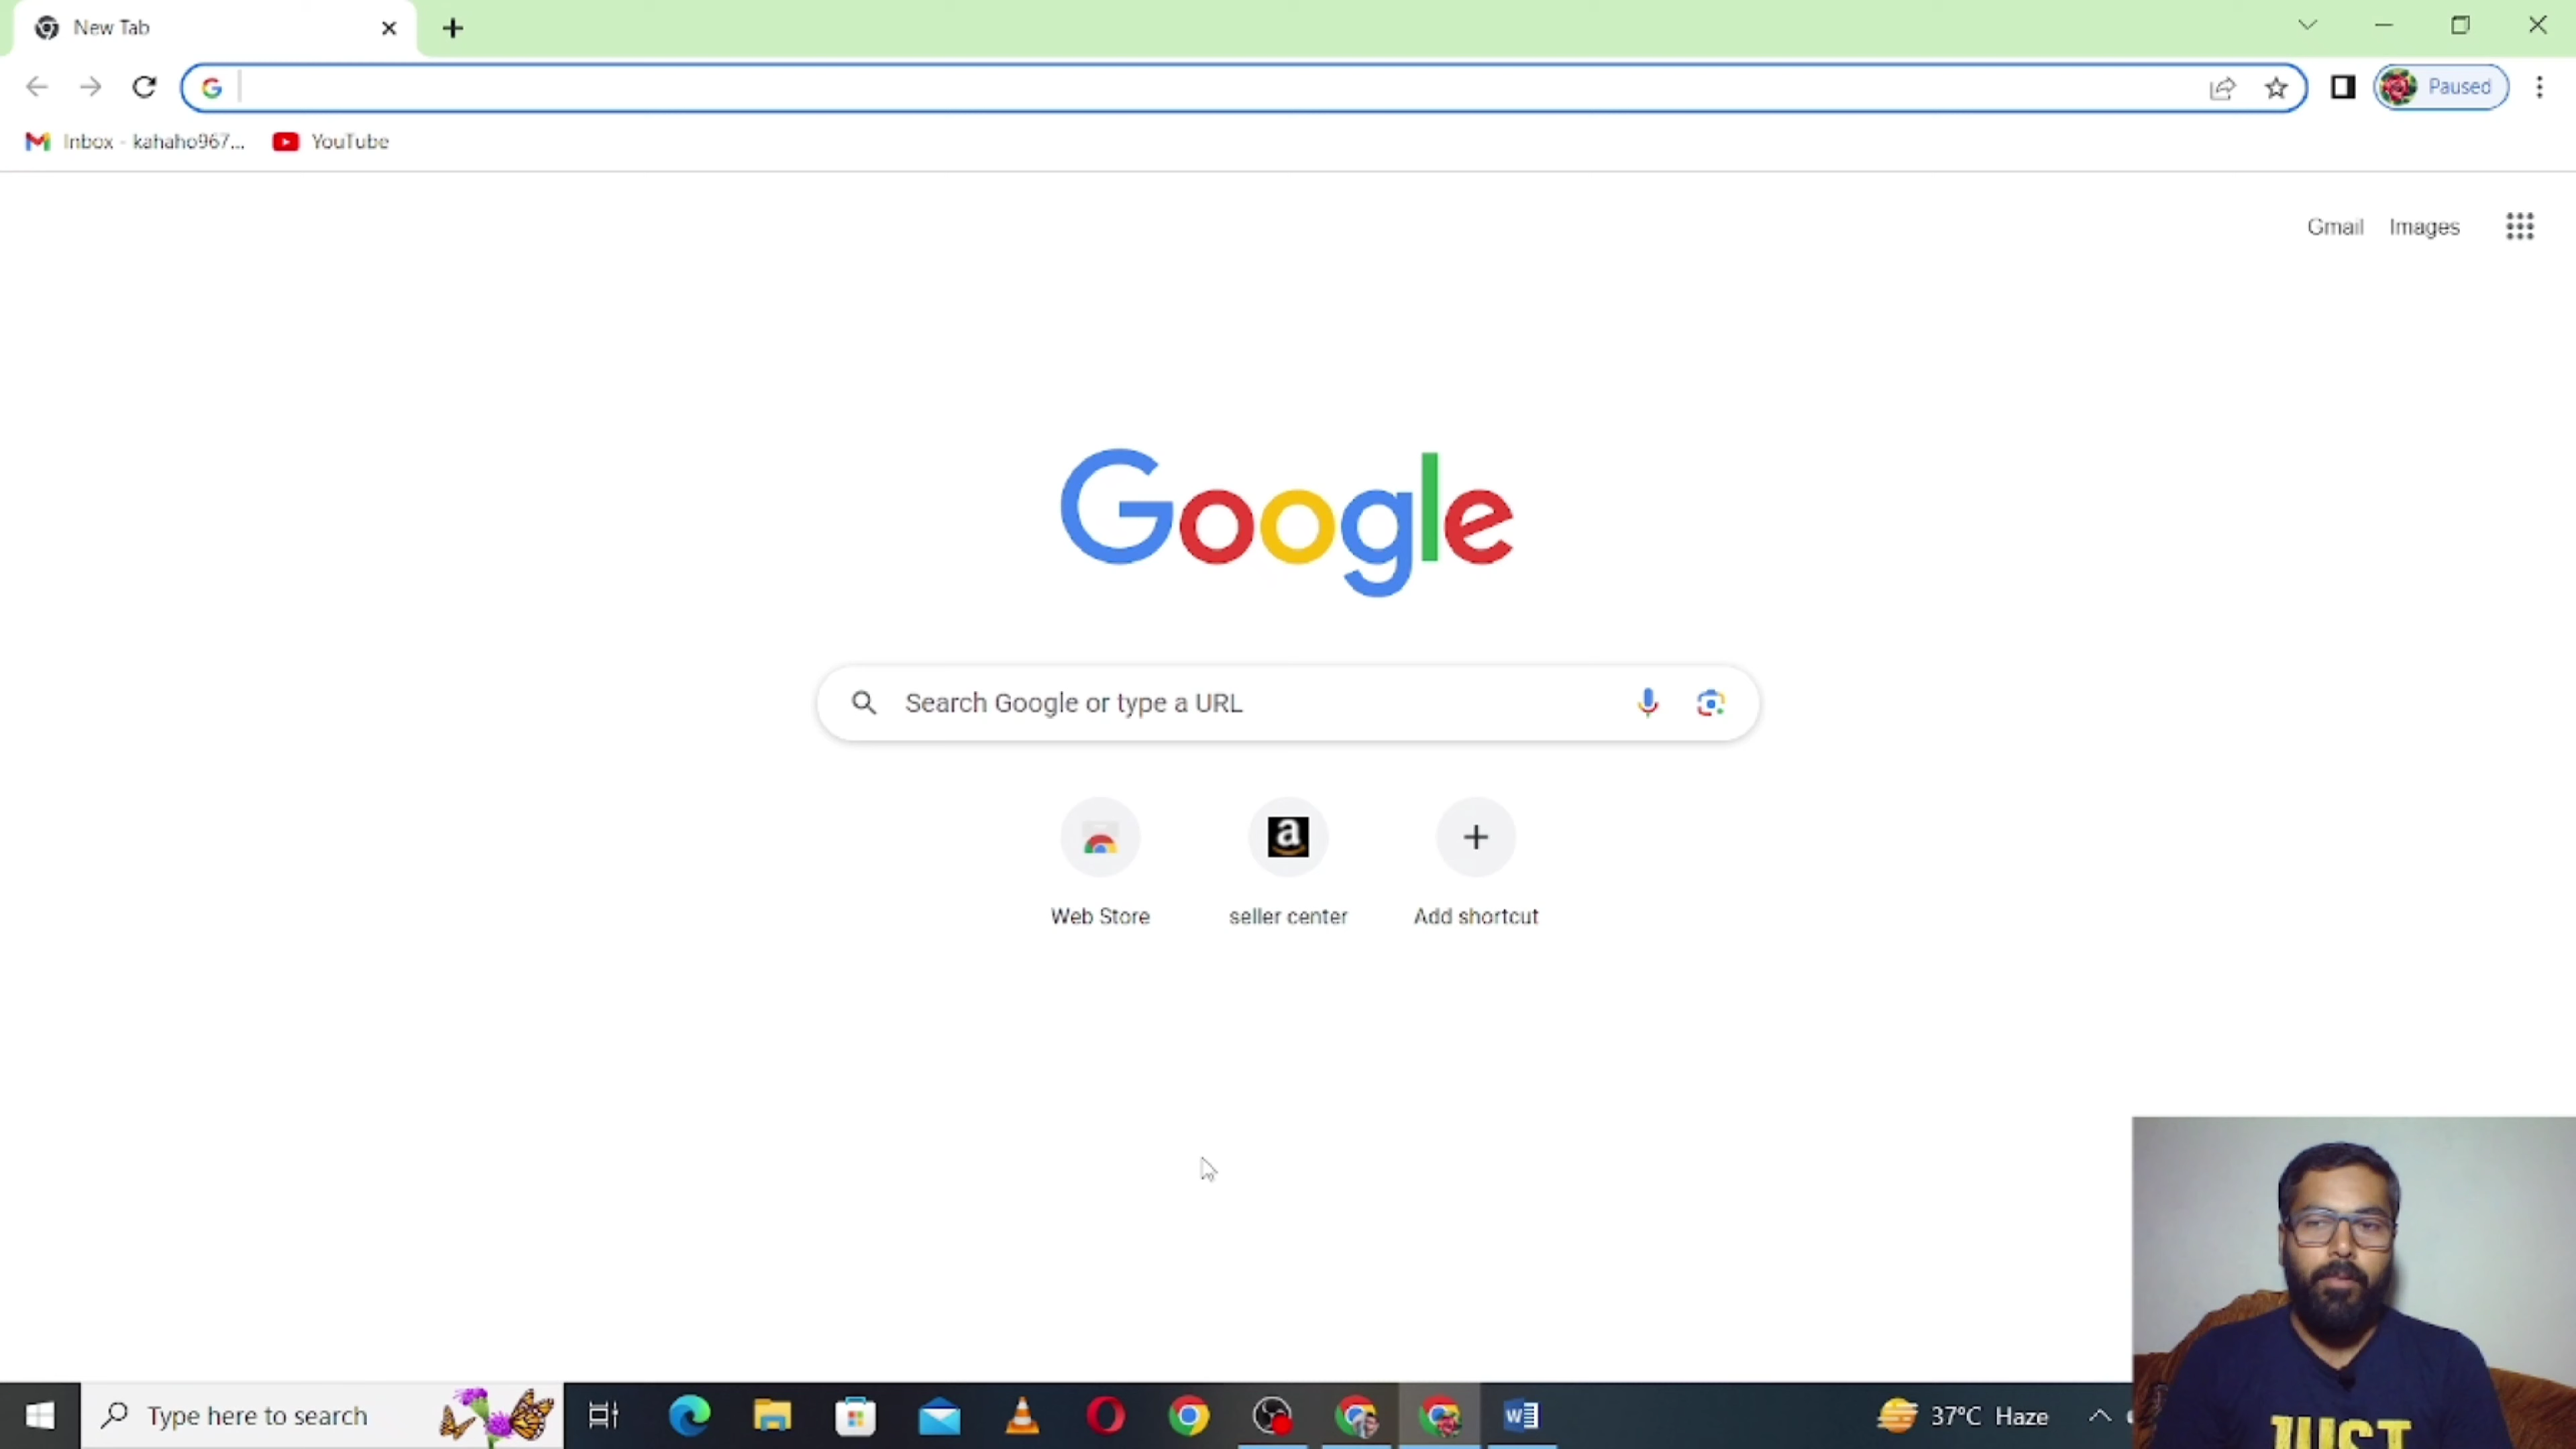 New Tab
Paused
Inbox - kahaho967...
YouTube
Gmail
Images
Google
Search Google or type a URL
Web Store
seller center
Add shortcut
JUST
Type here to search
37°C Haze